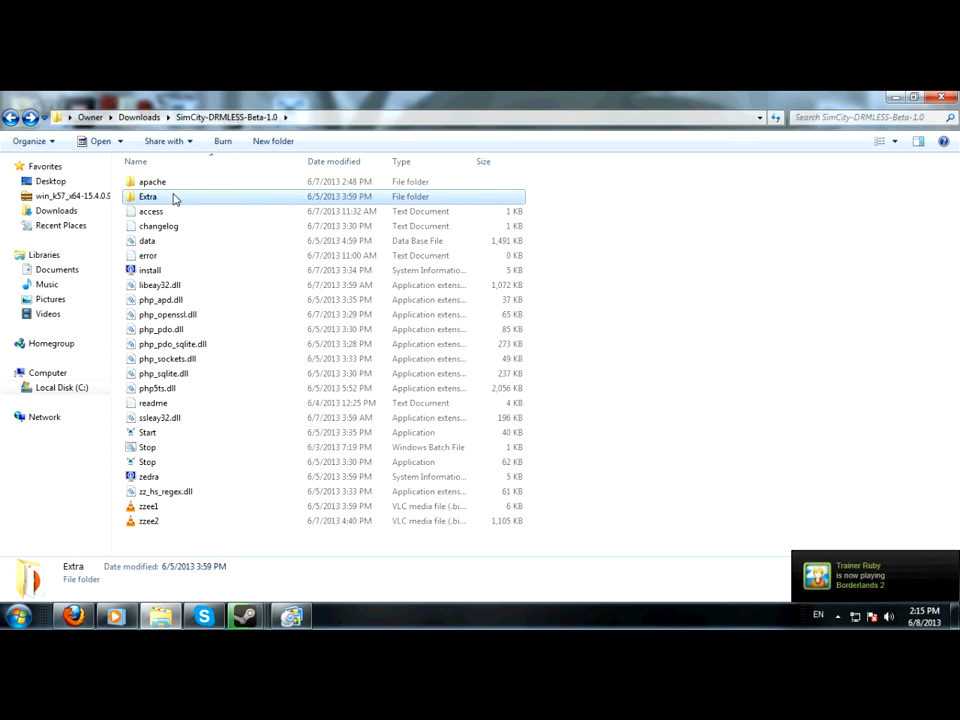 Owner Downloads SimCity-DRMLESS-Beta-1.0 Search SimCity-DRMLESS-Beta-1.0
Organize Open Share with Burn New folder
Name Date modified Type Size
Favorites
Desktop
win_k57_x64-15.4.0.9
Downloads
Recent Places
Libraries
Documents
Music
Pictures
Videos
Homegroup
Computer
Local Disk (C:)
Network
apache 6/7/2013 2:48 PM File folder
Extra 6/5/2013 3:59 PM File folder
access 6/7/2013 11:32 AM Text Document 1 KB
changelog 6/7/2013 3:30 PM Text Document 1 KB
data 6/5/2013 4:59 PM Data Base File 1,491 KB
error 6/7/2013 11:00 AM Text Document 0 KB
install 6/7/2013 3:34 PM System Informatio... 5 KB
libeay32.dll 6/7/2013 3:59 AM Application extens... 1,072 KB
php_apd.dll 6/5/2013 3:35 PM Application extens... 37 KB
php_openssl.dll 6/7/2013 3:29 PM Application extens... 65 KB
php_pdo.dll 6/5/2013 3:30 PM Application extens... 85 KB
php_pdo_sqlite.dll 6/5/2013 3:28 PM Application extens... 273 KB
php_sockets.dll 6/5/2013 3:33 PM Application extens... 49 KB
php_sqlite.dll 6/5/2013 3:30 PM Application extens... 237 KB
php5ts.dll 6/5/2013 5:52 PM Application extens... 2,056 KB
readme 6/4/2013 12:25 PM Text Document 4 KB
ssleay32.dll 6/7/2013 3:59 AM Application extens... 196 KB
Start 6/5/2013 3:35 PM Application 40 KB
Stop 6/3/2013 7:19 PM Windows Batch File 1 KB
Stop 6/5/2013 3:30 PM Application 62 KB
zedra 6/5/2013 3:59 PM System Informatio... 5 KB
zz_hs_regex.dll 6/5/2013 3:33 PM Application extens... 61 KB
zzee1 6/5/2013 3:59 PM VLC media file (.bi... 6 KB
zzee2 6/7/2013 4:40 PM VLC media file (.bi... 1,105 KB
Extra Date modified: 6/5/2013 3:59 PM
File folder
Trainer Ruby
is now playing
Borderlands 2
EN
2:15 PM
6/8/2013